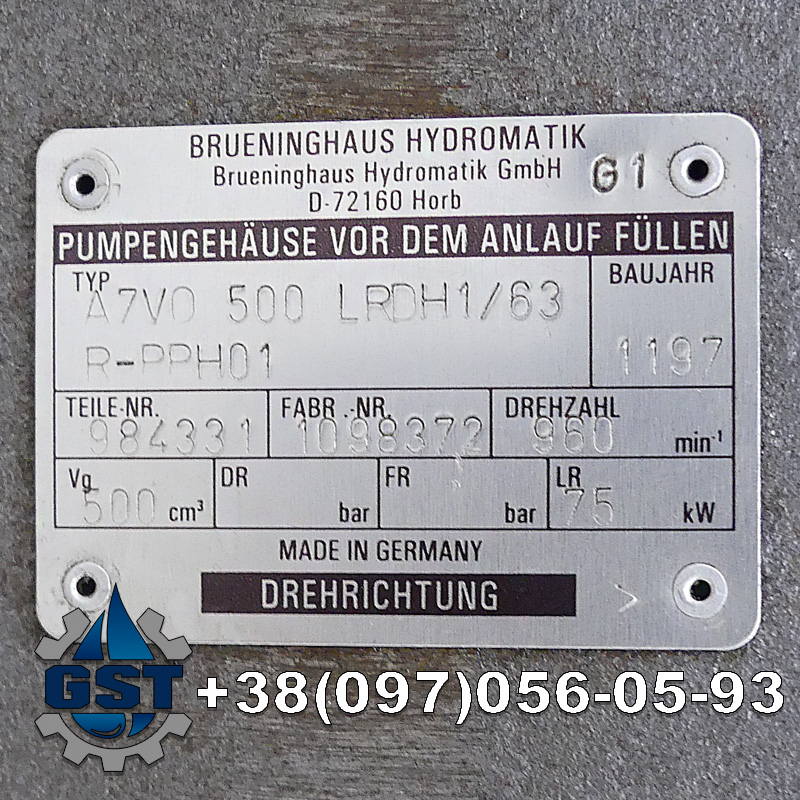 BRUENINGHAUS HYDROMATIK
Brueninghaus Hydromatik GmbH G1
D-72160 Horb
PUMPENGEHÄUSE VOR DEM ANLAUF FÜLLEN
TYP BAUJAHR
A7VO 500 LRDH1/63
R-PPH01 1197
TEILE-NR. FABR.-NR. DREHZAHL
984331 1098372 960 min-1
Vg DR FR LR
500 cm³ bar bar 75 kW
MADE IN GERMANY
DREHRICHTUNG >
GST +38(097)056-05-93